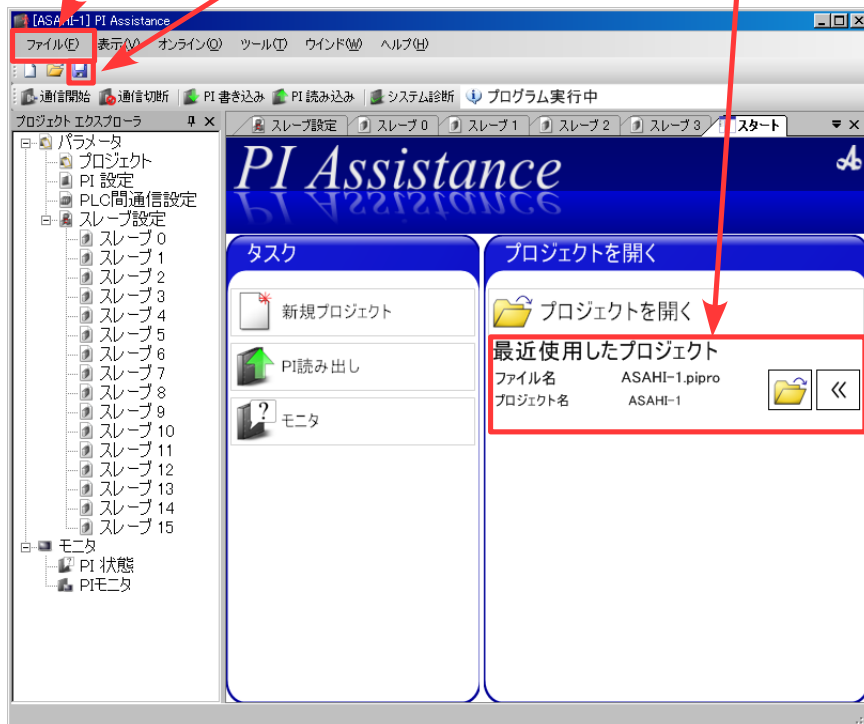 [ASAHI-1] PI Assistance
ファイル(F) 表示(V) オンライン(O) ツール(T) ウインド(W) ヘルプ(H)
通信開始 通信切断 PI 書き込み PI 読み込み システム診断 プログラム実行中
プロジェクト エクスプローラ
スレーブ設定 スレーブ 0 スレーブ 1 スレーブ 2 スレーブ 3 スタート
パラメータ
プロジェクト
PI 設定
PLC間通信設定
スレーブ設定
スレーブ 0
スレーブ 1
スレーブ 2
スレーブ 3
スレーブ 4
スレーブ 5
スレーブ 6
スレーブ 7
スレーブ 8
スレーブ 9
スレーブ 10
スレーブ 11
スレーブ 12
スレーブ 13
スレーブ 14
スレーブ 15
モニタ
PI 状態
PIモニタ
PI Assistance
タスク
新規プロジェクト
PI読み出し
モニタ
プロジェクトを開く
プロジェクトを開く
最近使用したプロジェクト
ファイル名 ASAHI-1.pipro
プロジェクト名 ASAHI-1